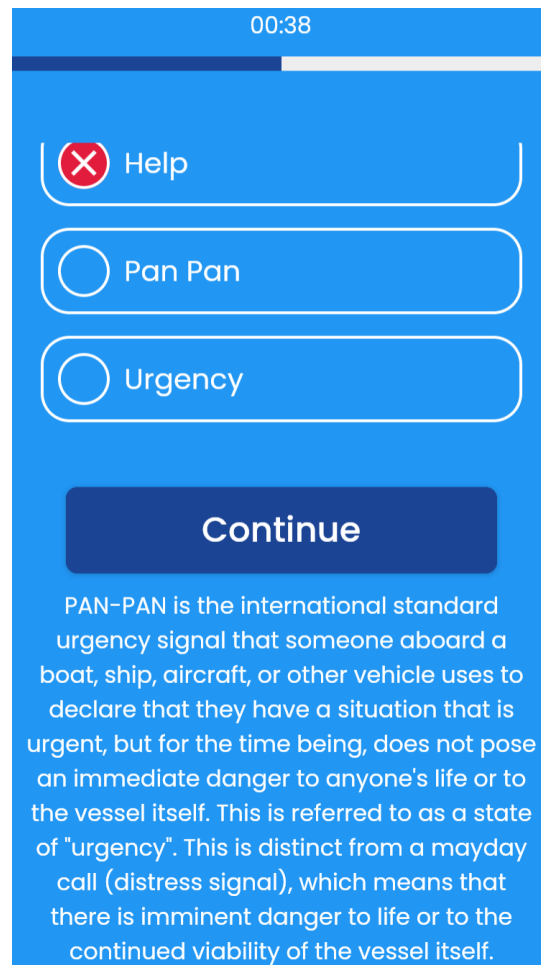 00:38
Help
Pan Pan
Urgency
Continue
PAN-PAN is the international standard
urgency signal that someone aboard a
boat, ship, aircraft, or other vehicle uses to
declare that they have a situation that is
urgent, but for the time being, does not pose
an immediate danger to anyone's life or to
the vessel itself. This is referred to as a state
of "urgency". This is distinct from a mayday
call (distress signal), which means that
there is imminent danger to life or to the
continued viability of the vessel itself.